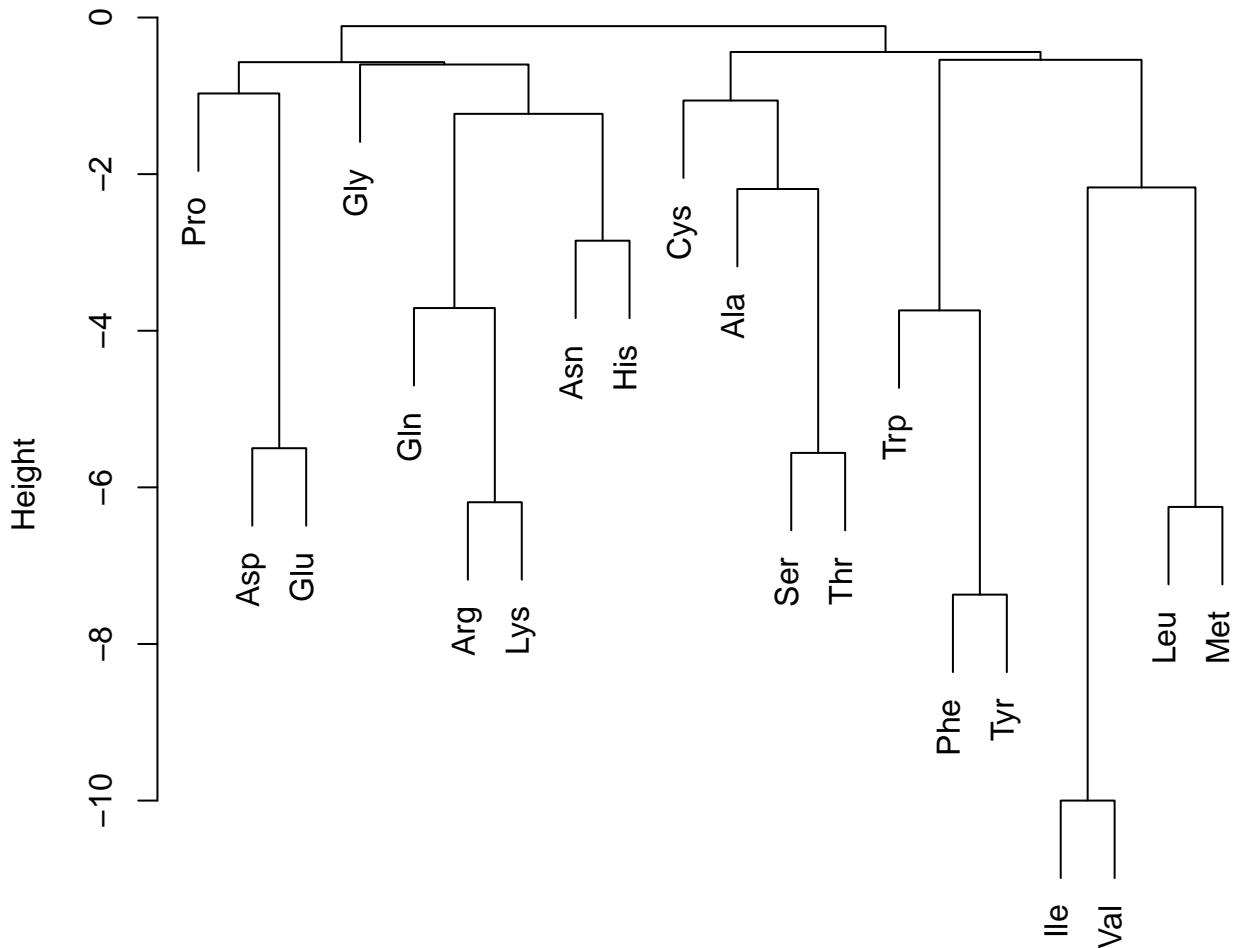 0
−2
−4
−6
−8
−10
Height
Pro
Asp
Glu
Gly
Gln
Arg
Lys
Asn
His
Cys
Ala
Ser
Thr
Trp
Phe
Tyr
Ile
Val
Leu
Met